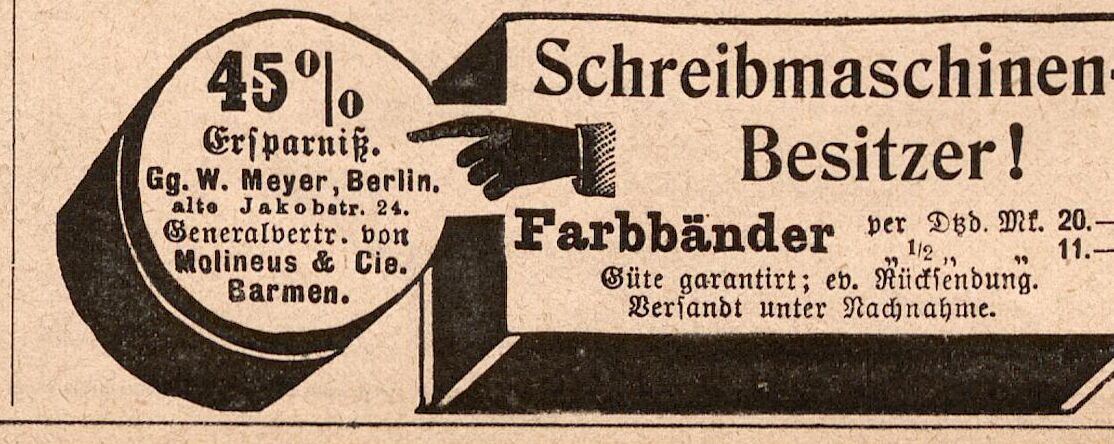 45%
Ersparniß.
Gg. W. Meyer, Berlin.
alte Jakobstr. 24.
Generalvertr. von
Molineus & Cie.
Barmen.
Schreibmaschinen-
Besitzer!
Farbbänder per Dtzd. Mk. 20.—
„ 1/2 „ „ 11.—
Güte garantirt; ev. Rücksendung.
Versandt unter Nachnahme.